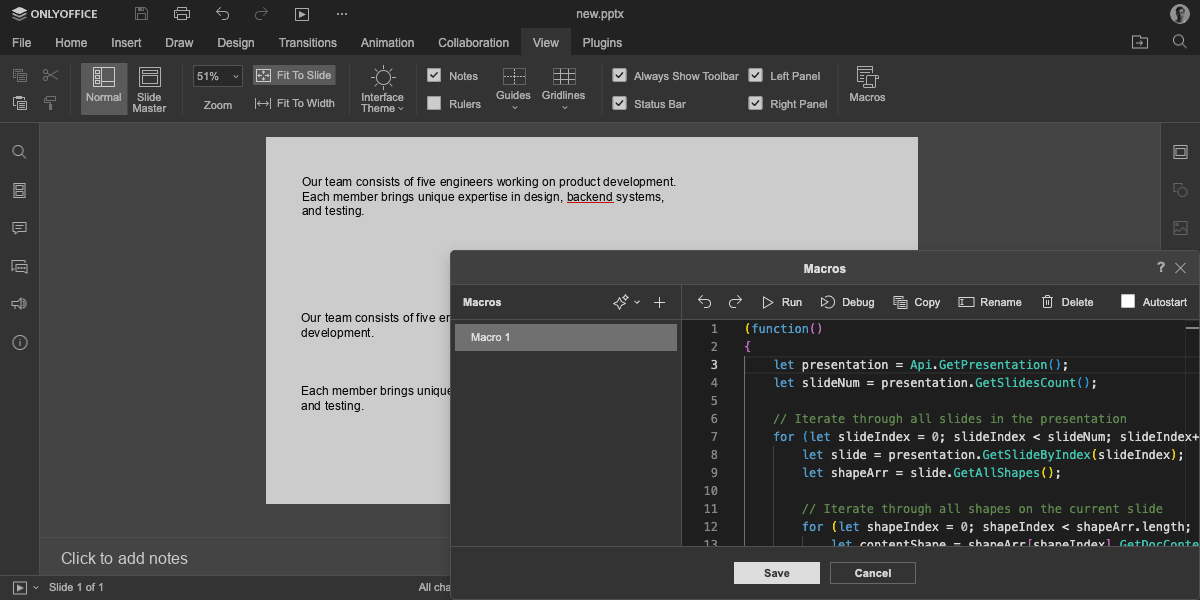 ONLYOFFICE
new.pptx
File Home Insert Draw Design Transitions Animation Collaboration View Plugins
Normal
Slide Master
51%
Zoom
Fit To Slide
Fit To Width
Interface Theme
Notes
Rulers
Guides
Gridlines
Always Show Toolbar
Status Bar
Left Panel
Right Panel
Macros
Our team consists of five engineers working on product development.
Each member brings unique expertise in design, backend systems,
and testing.
Our team consists of five en
development.
Each member brings unique
and testing.
Click to add notes
Slide 1 of 1
All cha
Macros
?
Macros
Run Debug Copy Rename Delete Autostart
Macro 1
1 (function()
2 {
3 let presentation = Api.GetPresentation();
4 let slideNum = presentation.GetSlidesCount();
5
6 // Iterate through all slides in the presentation
7 for (let slideIndex = 0; slideIndex < slideNum; slideIndex+
8 let slide = presentation.GetSlideByIndex(slideIndex);
9 let shapeArr = slide.GetAllShapes();
10
11 // Iterate through all shapes on the current slide
12 for (let shapeIndex = 0; shapeIndex < shapeArr.length;
13 let contentShape = shapeArr[shapeIndex].GetDocConte
Save Cancel